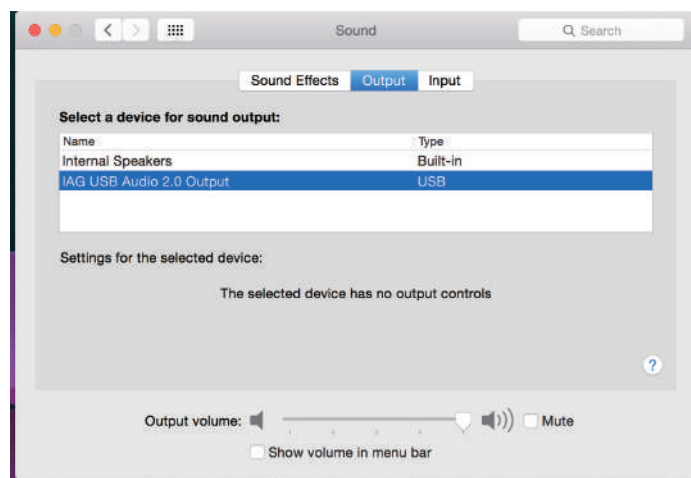 Sound
Search
Sound Effects Output Input
Select a device for sound output:
Name Type
Internal Speakers Built-in
IAG USB Audio 2.0 Output USB
Settings for the selected device:
The selected device has no output controls
?
Output volume: Mute
Show volume in menu bar